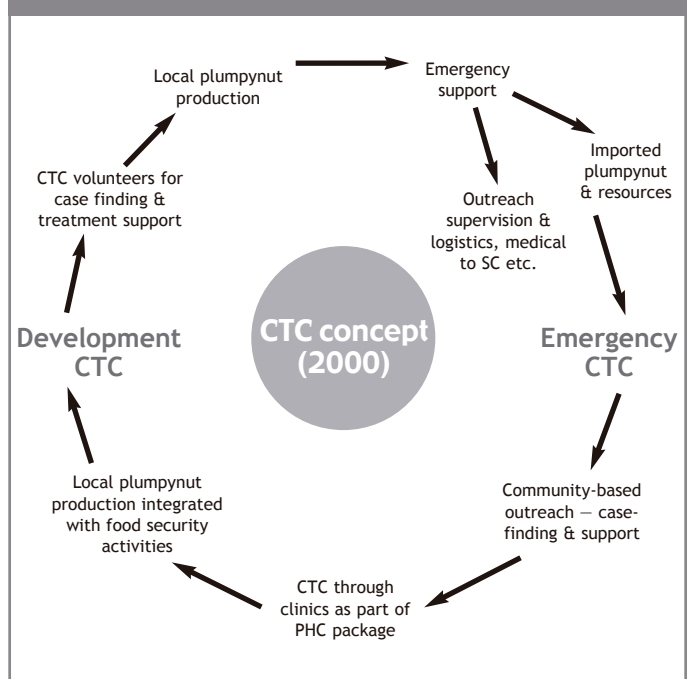 Local plumpynut
production
Emergency
support
Imported
plumpynut
& resources
Outreach
supervision &
logistics, medical
to SC etc.
CTC volunteers for
case finding &
treatment support
CTC concept
(2000)
Development
CTC
Emergency
CTC
Local plumpynut
production integrated
with food security
activities
Community-based
outreach — case-
finding & support
CTC through
clinics as part of
PHC package